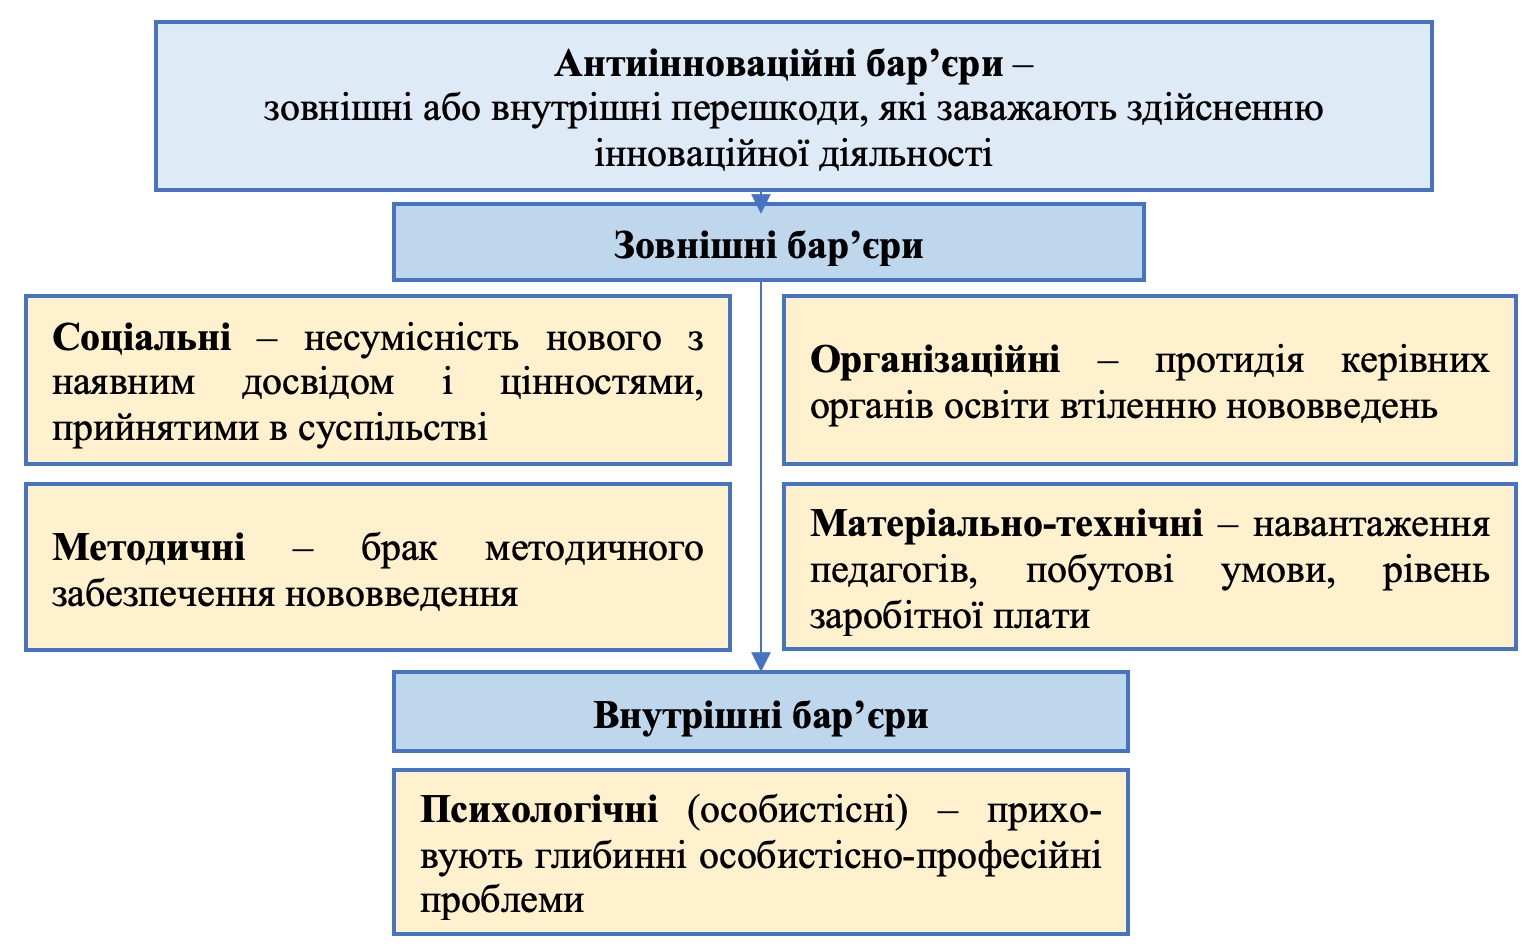 Антиінноваційні бар’єри –
зовнішні або внутрішні перешкоди, які заважають здійсненню
інноваційної діяльності
Зовнішні бар’єри
Соціальні – несумісність нового з
наявним досвідом і цінностями,
прийнятими в суспільстві
Організаційні – протидія керівних
органів освіти втіленню нововведень
Методичні – брак методичного
забезпечення нововведення
Матеріально-технічні – навантаження
педагогів, побутові умови, рівень
заробітної плати
Внутрішні бар’єри
Психологічні (особистісні) – прихо-
вують глибинні особистісно-професійні
проблеми